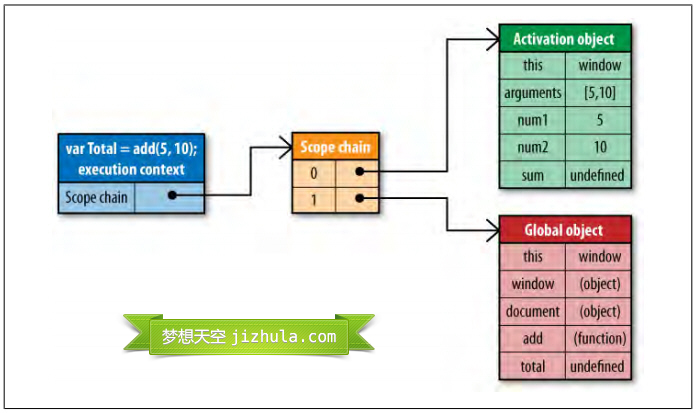 var Total = add(5, 10);
execution context
Scope chain
Scope chain
0
1
Activation object
this window
arguments [5,10]
num1 5
num2 10
sum undefined
Global object
this window
window (object)
document (object)
add (function)
total undefined
梦想天空 jizhula.com